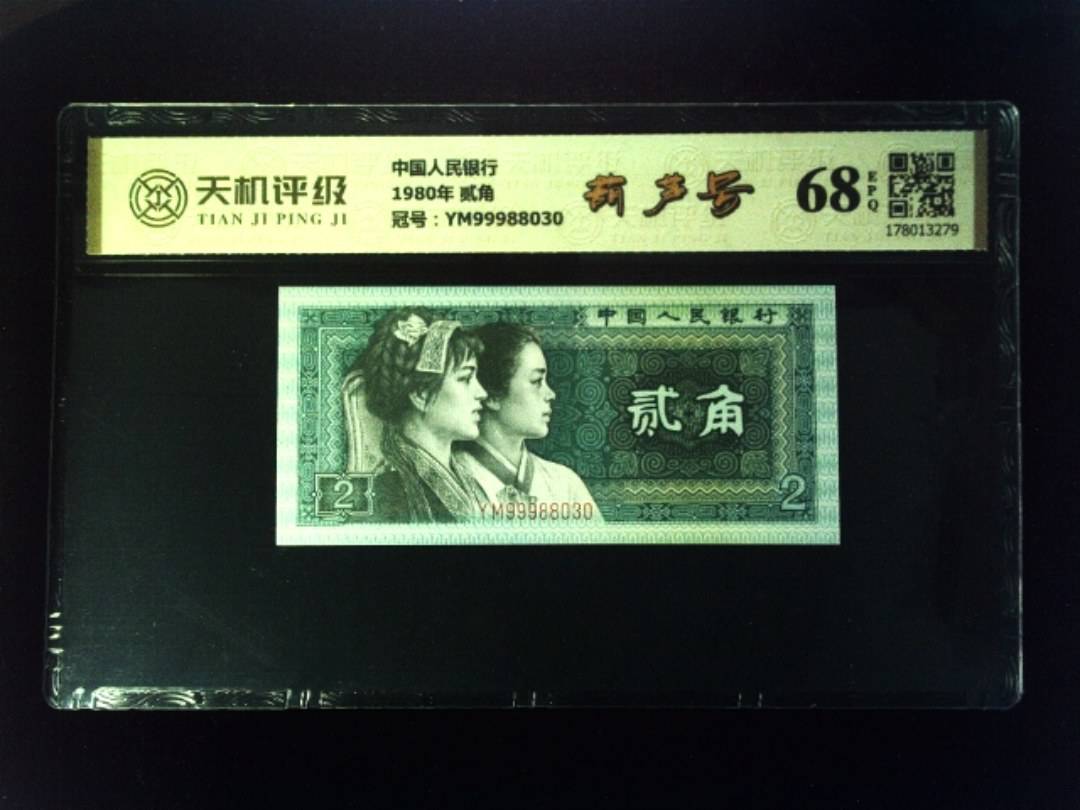 天机评级
TIAN JI PING JI
中国人民银行
1980年 贰角
冠号：YM99988030
葫芦号
68
EPQ
178013279
中国人民银行
贰角
2
2
YM99988030